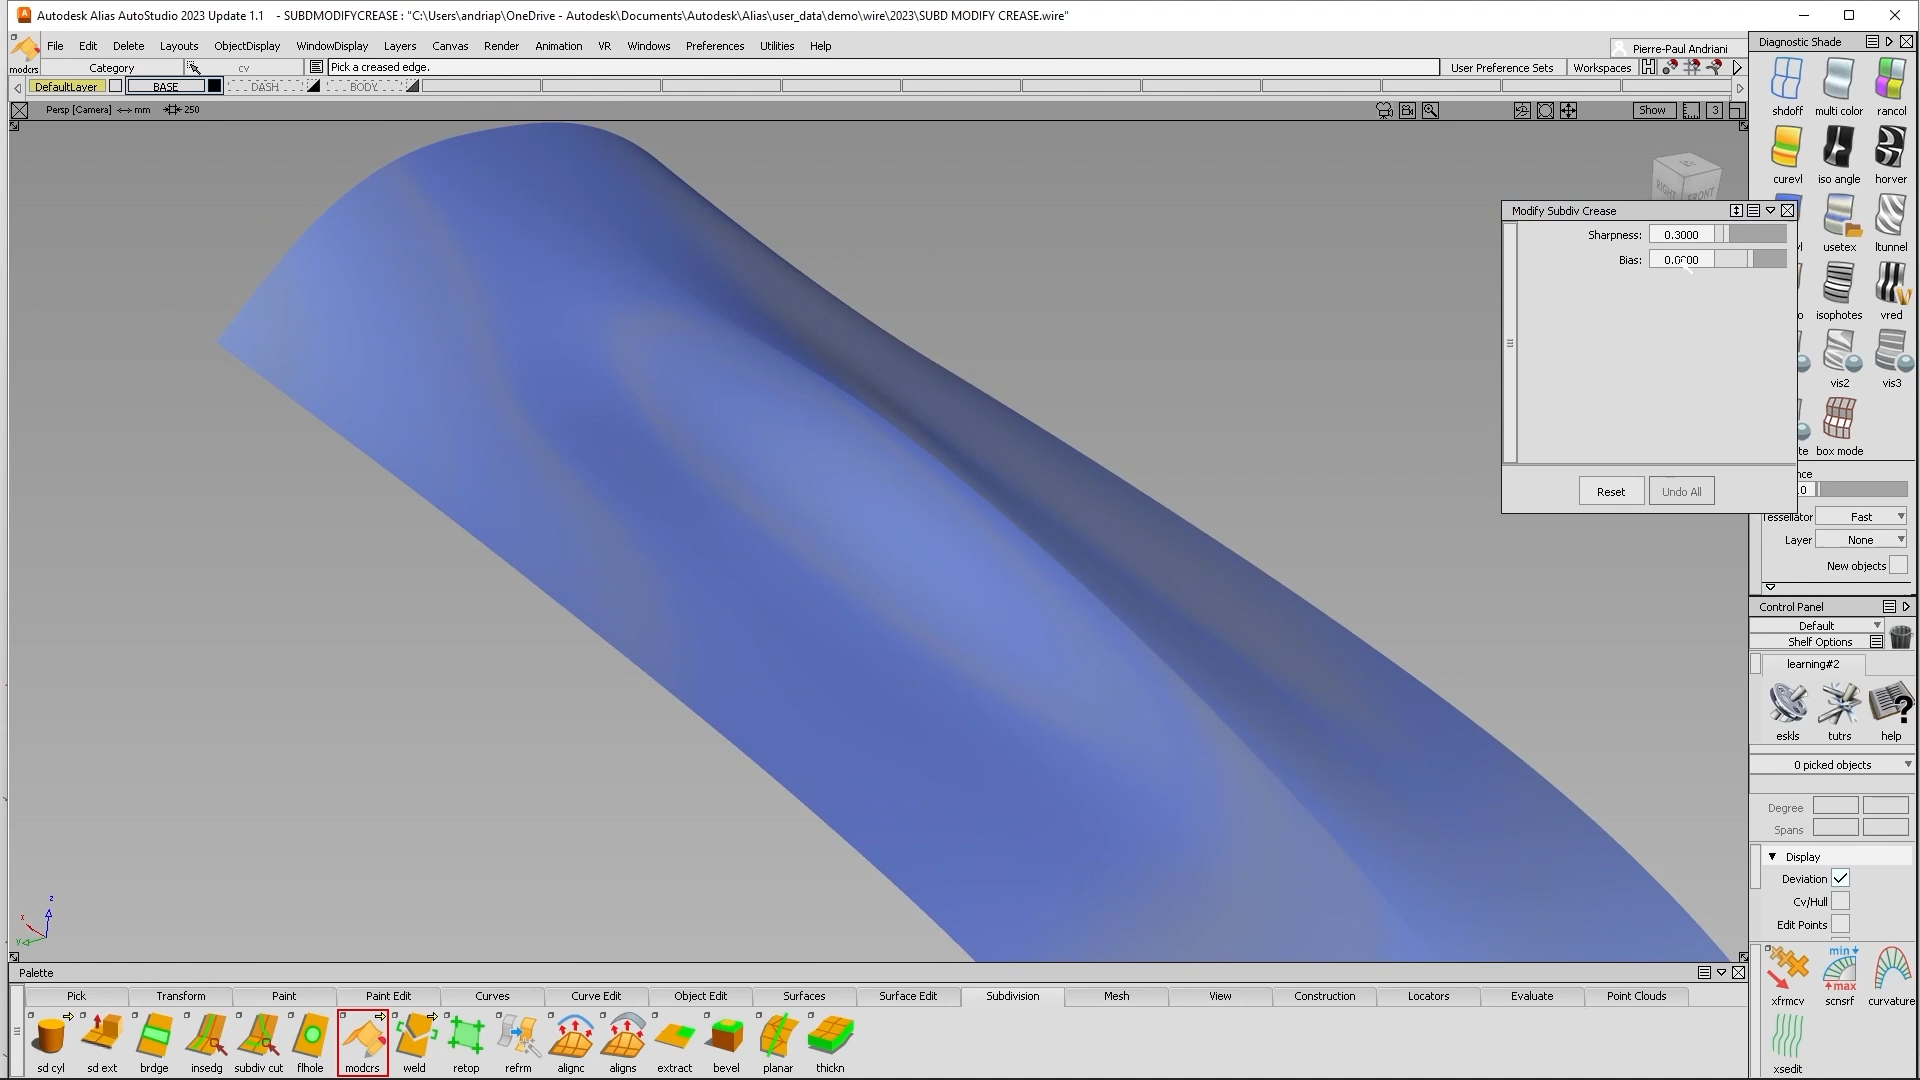 Autodesk Alias AutoStudio 2023 Update 1.1 - SUBDMODIFYCREASE : "C:\Users\andriap\OneDrive - Autodesk\Documents\Autodesk\Alias\user_data\demo\wire\2023\SUBD MODIFY CREASE.wire"
File Edit Delete Layouts ObjectDisplay WindowDisplay Layers Canvas Render Animation VR Windows Preferences Utilities Help
Pierre-Paul Andriani
modcrs
Category cv Pick a creased edge. User Preference Sets Workspaces
DefaultLayer BASE DASH BODY
Persp [Camera] mm 250 Show 3
RIGHT FRONT
Diagnostic Shade
shdoff multi color rancol
curevl iso angle horver
usetex ltunnel
isophotes vred
vis2 vis3
box mode
Modify Subdiv Crease
Sharpness: 0.3000
Bias: 0.0000
Reset Undo All
Tessellator Fast
Layer None
New objects
Control Panel
Default
Shelf Options
learning#2
eskls tutrs help
0 picked objects
Degree
Spans
Display
Deviation
Cv/Hull
Edit Points
min
max
xfrmcv scnsrf curvature
xsedit
z
x
y
Palette
Pick Transform Paint Paint Edit Curves Curve Edit Object Edit Surfaces Surface Edit Subdivision Mesh View Construction Locators Evaluate Point Clouds
sd cyl sd ext brdge insedg subdiv cut flhole modcrs weld retop refrm alignc aligns extract bevel planar thickn